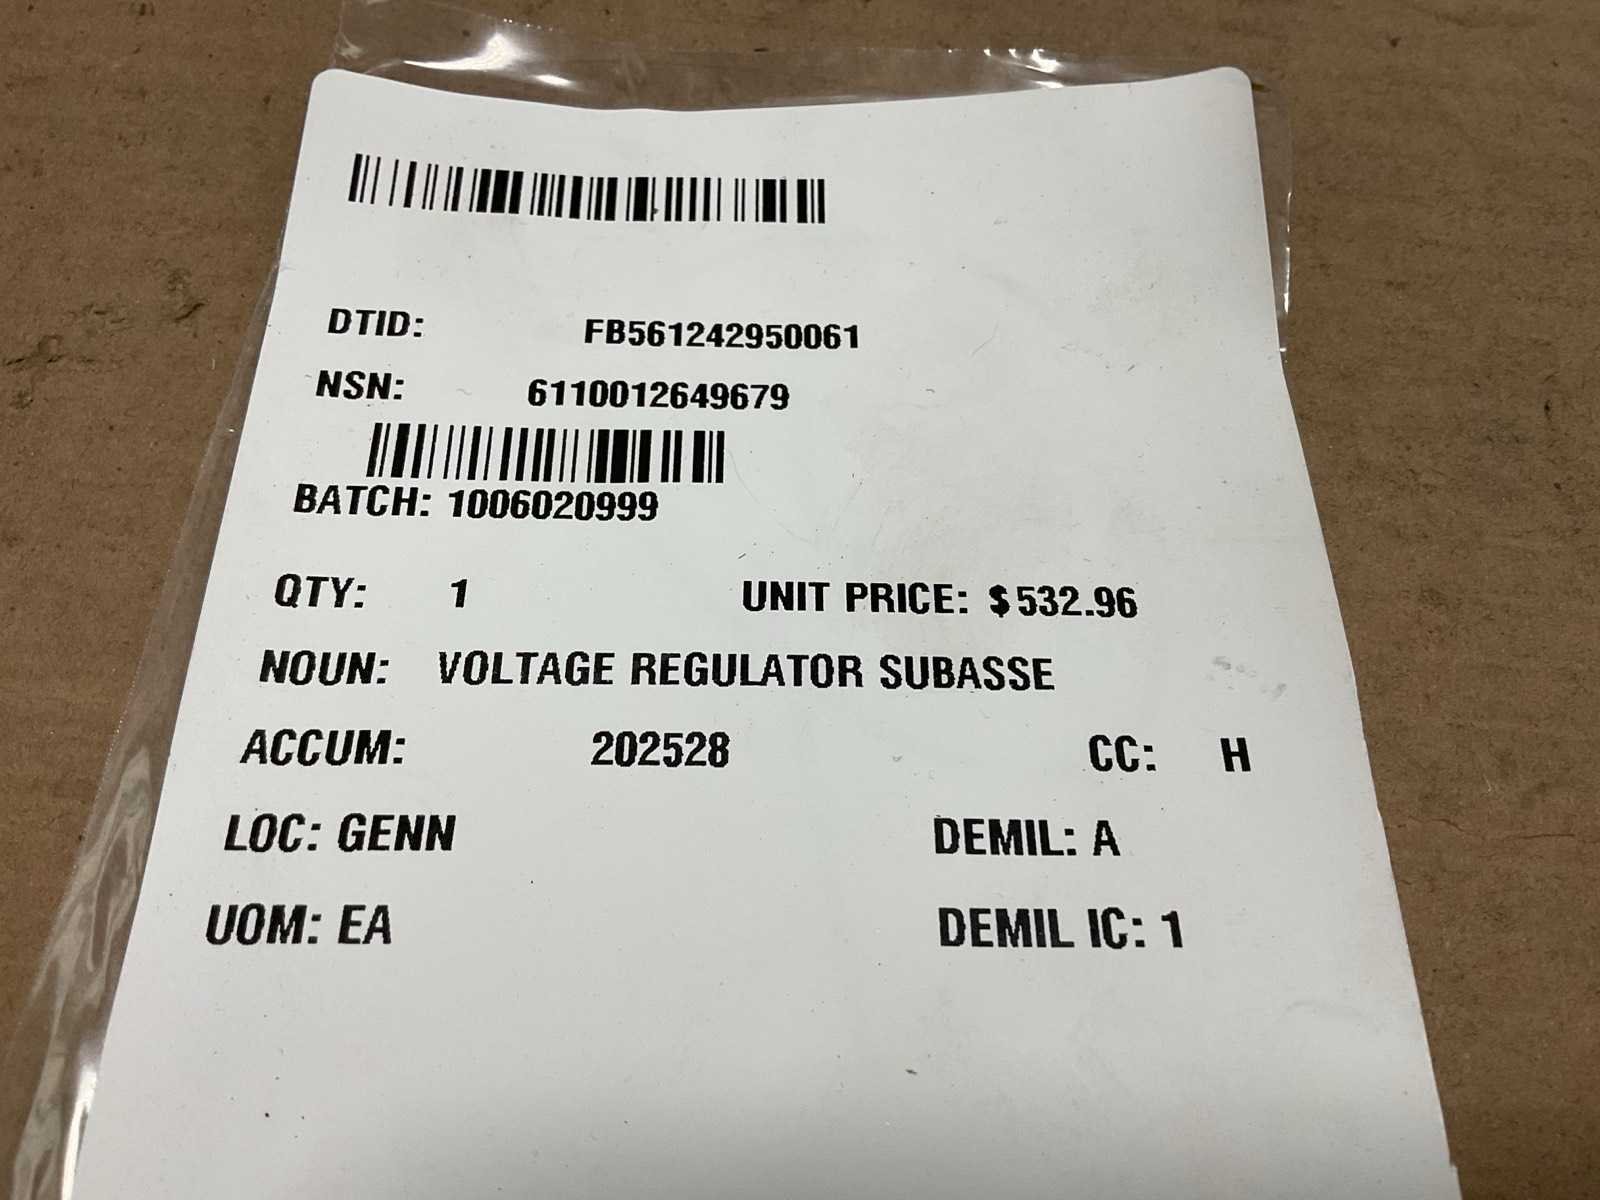 DTID: FB561242950061
NSN: 6110012649679
BATCH: 1006020999
QTY: 1 UNIT PRICE: $532.96
NOUN: VOLTAGE REGULATOR SUBASSE
ACCUM: 202528 CC: H
LOC: GENN DEMIL: A
UOM: EA DEMIL IC: 1